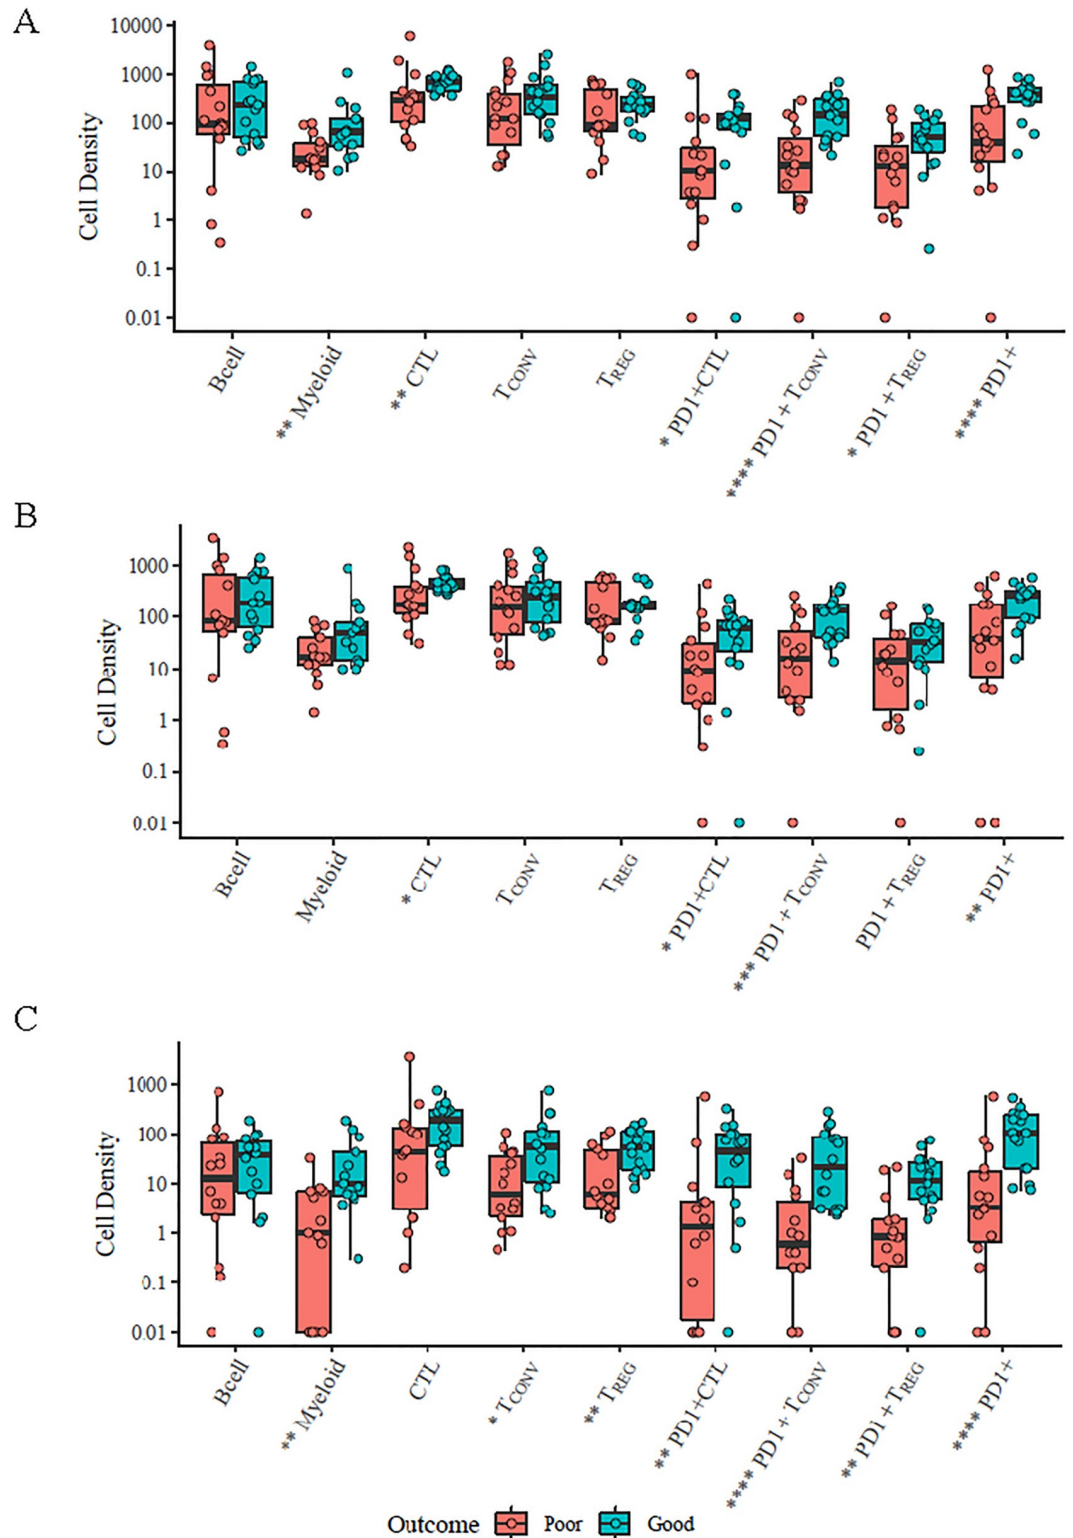 A
10000
1000
100
10
1
0.1
0.01
Cell Density
Bcell
** Myeloid
** CTL
TCONV
TREG
* PD1+CTL
**** PD1+TCONV
* PD1+TREG
**** PD1+
B
1000
100
10
1
0.1
0.01
Cell Density
Bcell
Myeloid
* CTL
TCONV
TREG
* PD1+CTL
*** PD1+TCONV
PD1+TREG
** PD1+
C
1000
100
10
1
0.1
0.01
Cell Density
Bcell
** Myeloid
CTL
* TCONV
** TREG
** PD1+CTL
**** PD1+TCONV
** PDi+TREG
**** PD1+
Outcome Poor Good